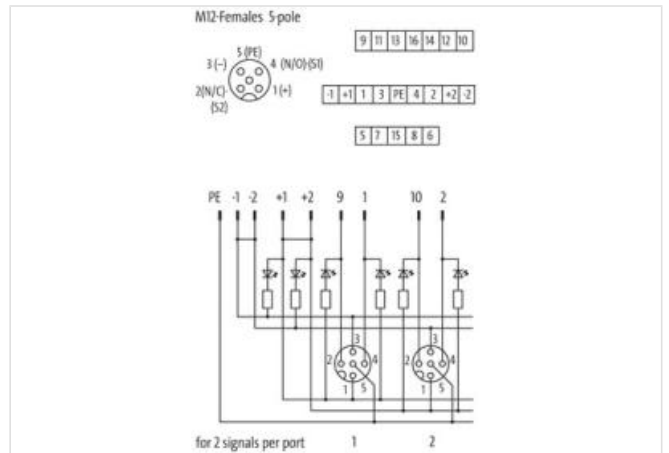 M12-Females 5-pole
9 11 13 16 14 12 10
5 (PE)
3 (–) 4 (N/O)(S1)
2(N/C) 1 (+)
(S2)
-1 +1 1 3 PE 4 2 +2 -2
5 7 15 8 6
PE -1 -2 +1 +2 9 1 10 2
3 3
2 4 2 4
1 5 1 5
for 2 signals per port 1 2